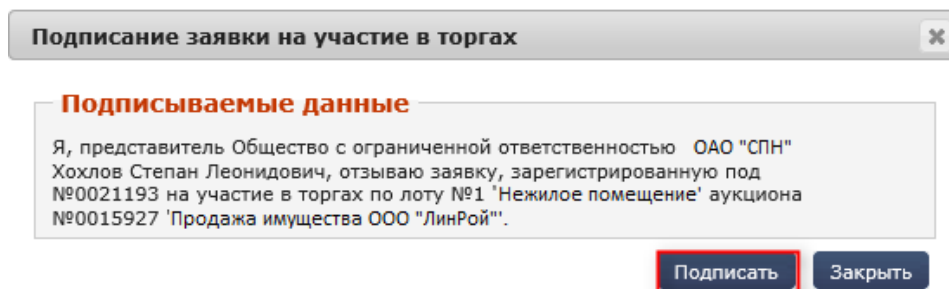 Подписание заявки на участие в торгах
Подписываемые данные
Я, представитель Общество с ограниченной ответственностью ОАО "СПН"
Хохлов Степан Леонидович, отзываю заявку, зарегистрированную под
№0021193 на участие в торгах по лоту №1 'Нежилое помещение' аукциона
№0015927 'Продажа имущества ООО "ЛинРой"'.
Подписать Закрыть